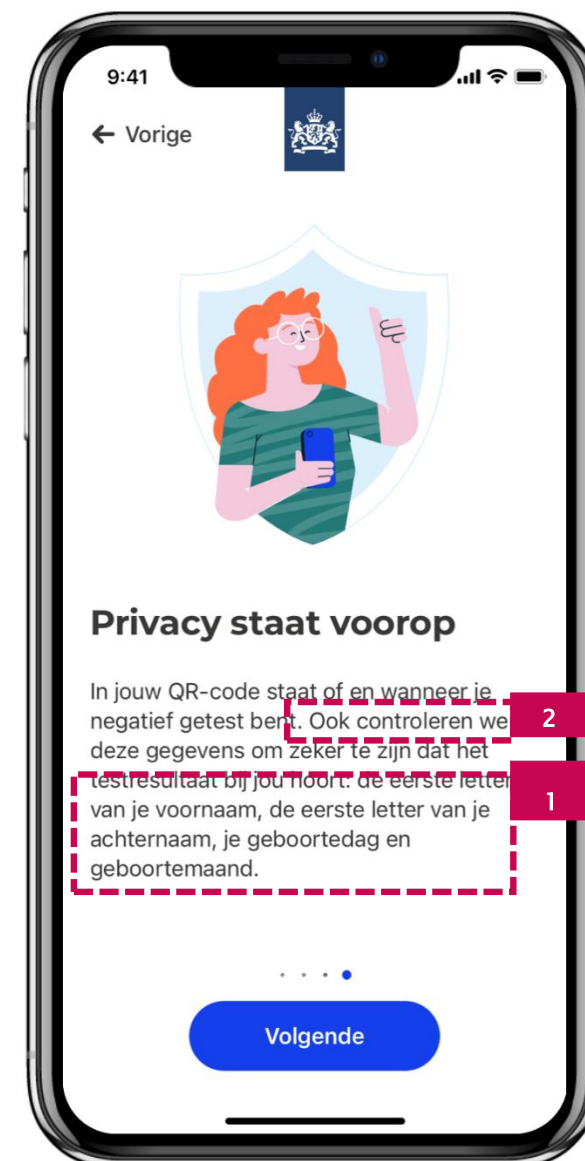 9:41
← Vorige
Privacy staat voorop
In jouw QR-code staat of en wanneer je
negatief getest bent. Ook controleren we
deze gegevens om zeker te zijn dat het
testresultaat bij jou hoort: de eerste letter
van je voornaam, de eerste letter van je
achternaam, je geboortedag en
geboortemaand.
2
1
Volgende